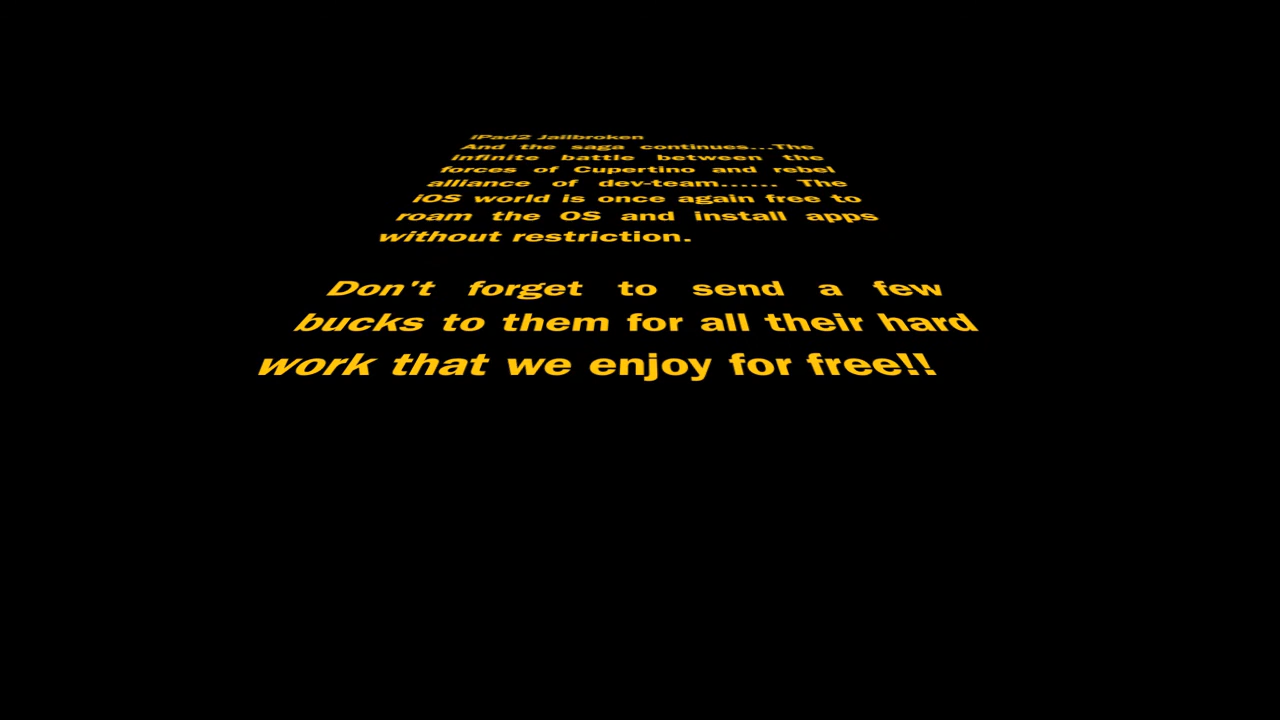 iPad2 Jailbroken
And the saga continues...The
infinite battle between the
forces of Cupertino and rebel
alliance of dev-team...... The
iOS world is once again free to
roam the OS and install apps
without restriction.
Don't forget to send a few
bucks to them for all their hard
work that we enjoy for free!!